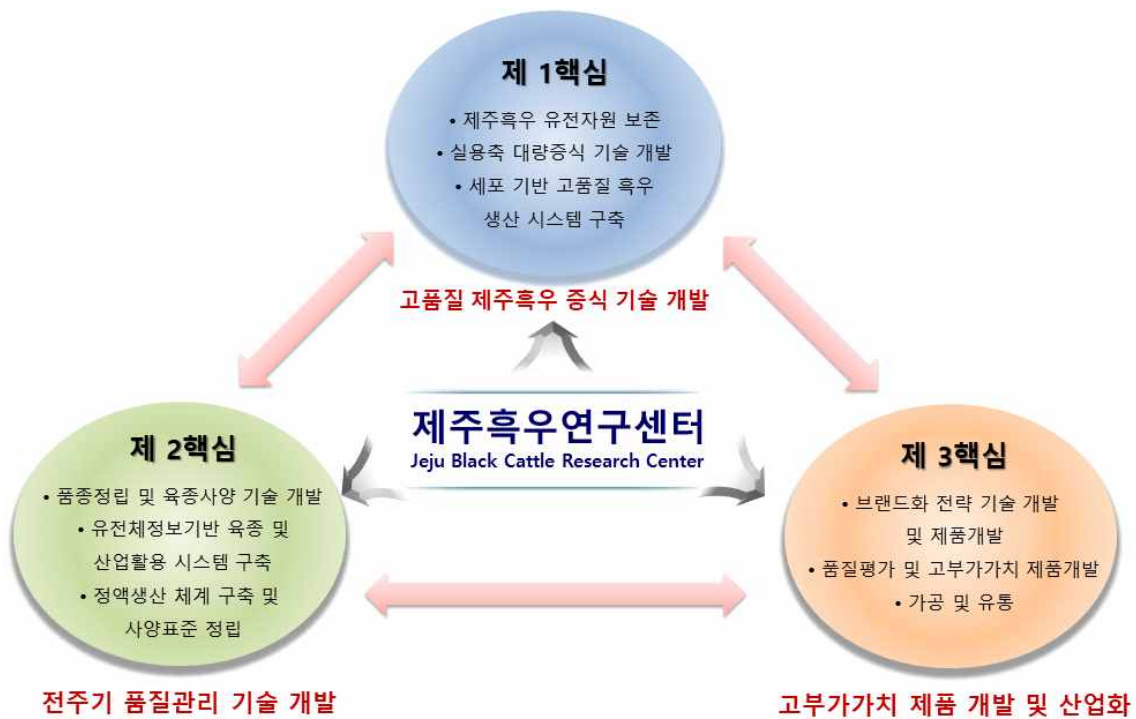 제 1핵심
• 제주흑우 유전자원 보존
• 실용축 대량증식 기술 개발
• 세포 기반 고품질 흑우
생산 시스템 구축
고품질 제주흑우 증식 기술 개발
제주흑우연구센터
Jeju Black Cattle Research Center
제 2핵심
• 품종정립 및 육종사양 기술 개발
• 유전체정보기반 육종 및
산업활용 시스템 구축
• 정액생산 체계 구축 및
사양표준 정립
전주기 품질관리 기술 개발
제 3핵심
• 브랜드화 전략 기술 개발
및 제품개발
• 품질평가 및 고부가가치 제품개발
• 가공 및 유통
고부가가치 제품 개발 및 산업화